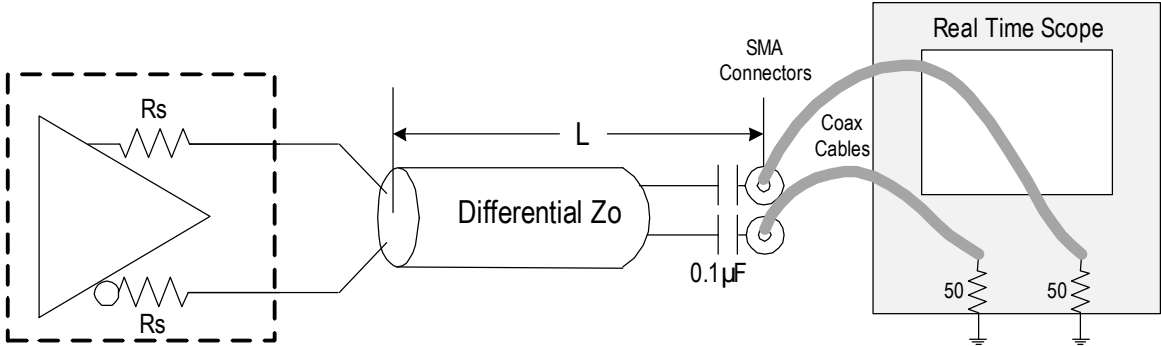 Real Time Scope
SMA
Connectors
Rs
L
Coax
Cables
Differential Zo
0.1µF
50
50
Rs